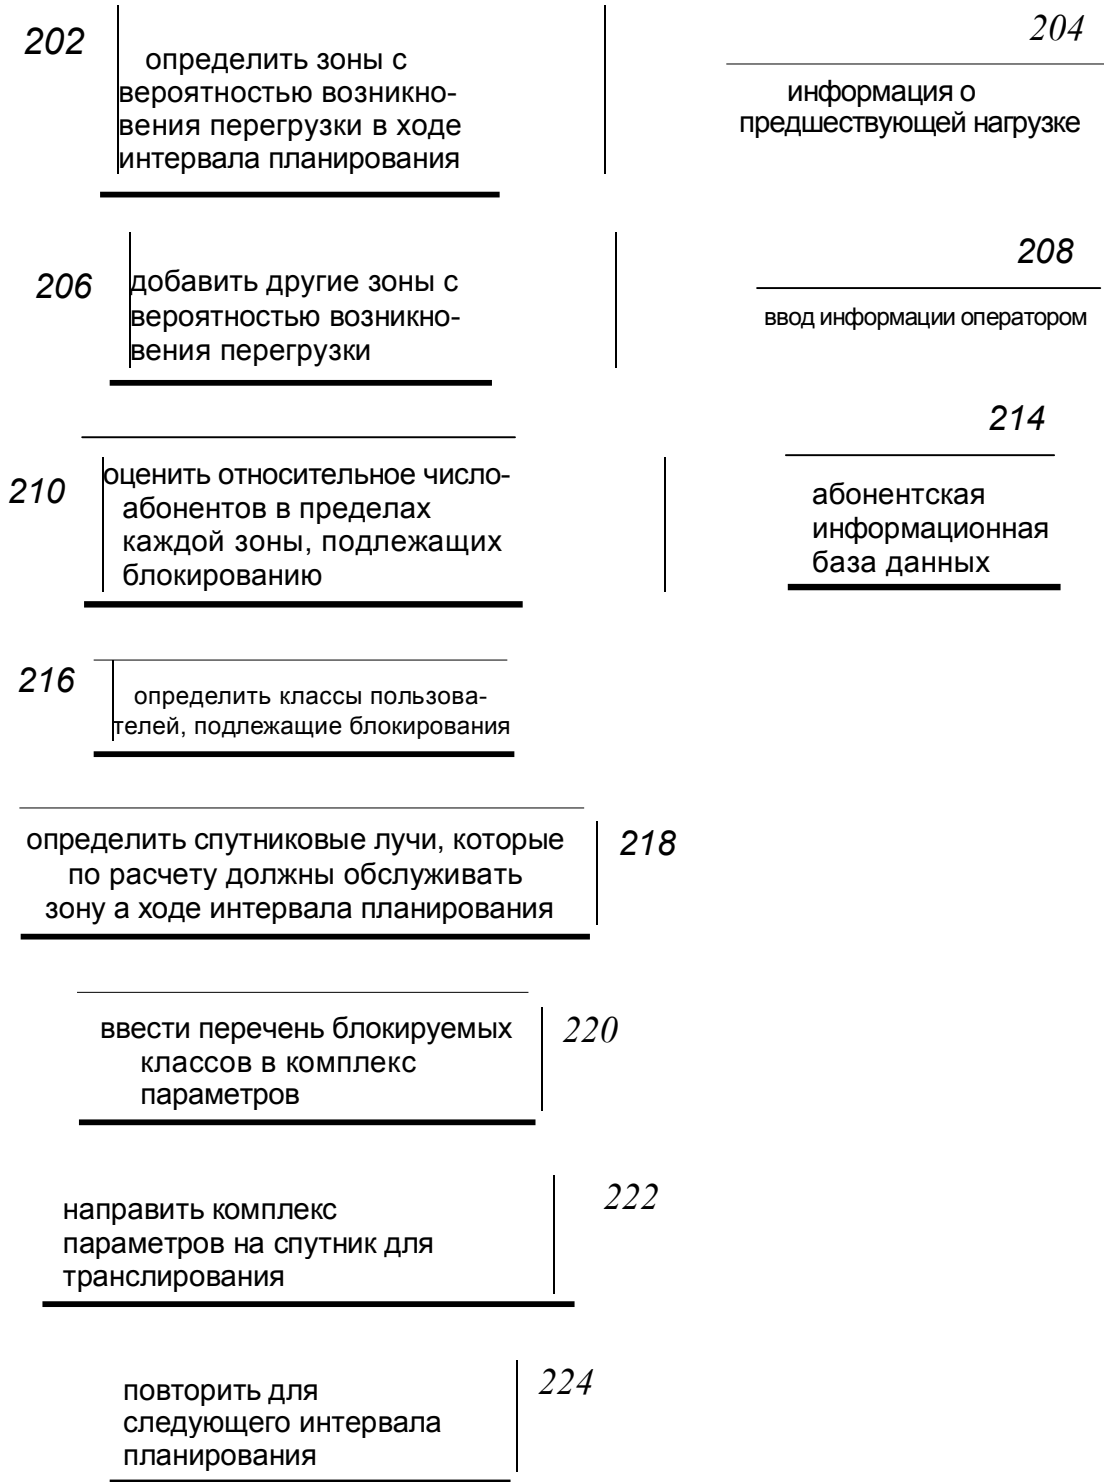 202
определить зоны с
вероятностью возникно-
вения перегрузки в ходе
интервала планирования
204
информация о
предшествующей нагрузке
206
добавить другие зоны с
вероятностью возникно-
вения перегрузки
208
ввод информации оператором
210
оценить относительное число-
абонентов в пределах
каждой зоны, подлежащих
блокированию
214
абонентская
информационная
база данных
216
определить классы пользова-
телей, подлежащие блокирования
определить спутниковые лучи, которые
по расчету должны обслуживать
зону а ходе интервала планирования
218
ввести перечень блокируемых
классов в комплекс
параметров
220
направить комплекс
параметров на спутник для
транслирования
222
повторить для
следующего интервала
планирования
224